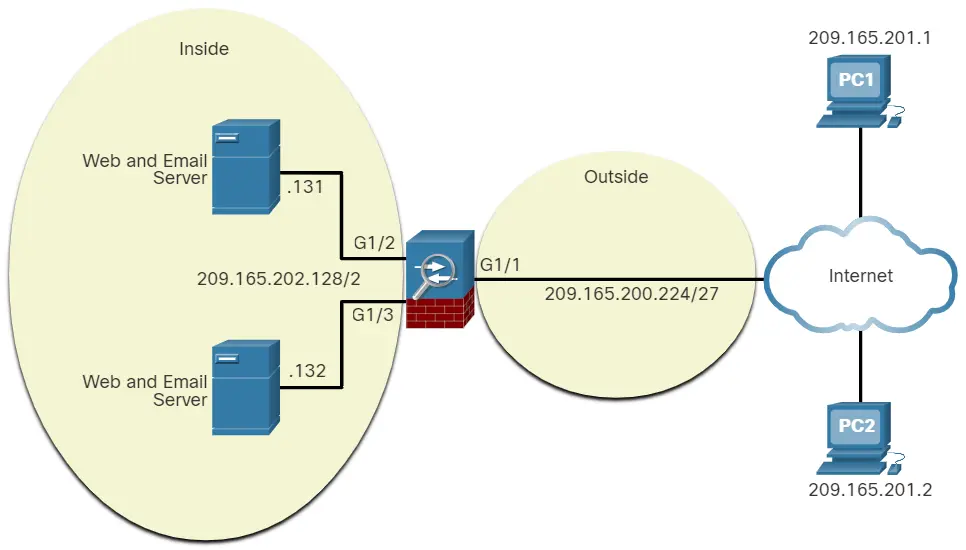 Inside
Web and Email
Server
.131
G1/2
209.165.202.128/2
G1/3
Web and Email
Server
.132
Outside
G1/1
209.165.200.224/27
209.165.201.1
PC1
Internet
PC2
209.165.201.2